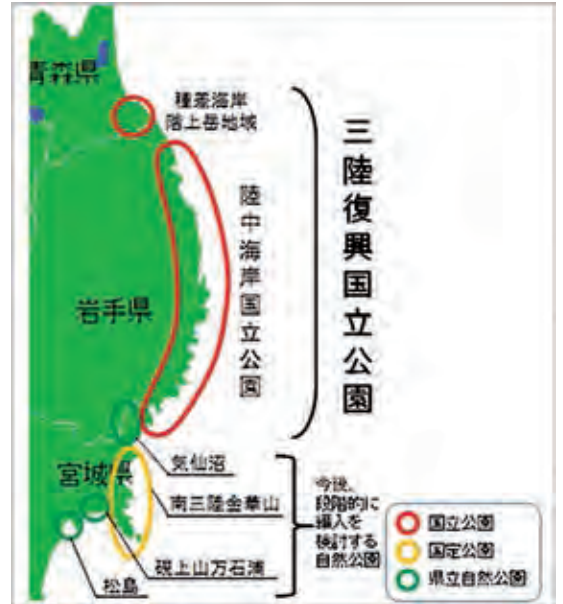 青森県
種差海岸
階上岳地域
陸中海岸国立公園
三陸復興国立公園
岩手県
宮城県
気仙沼
南三陸金華山
硯上山万石浦
松島
今後、
段階的に
編入を
検討する
自然公園
国立公園
国定公園
県立自然公園